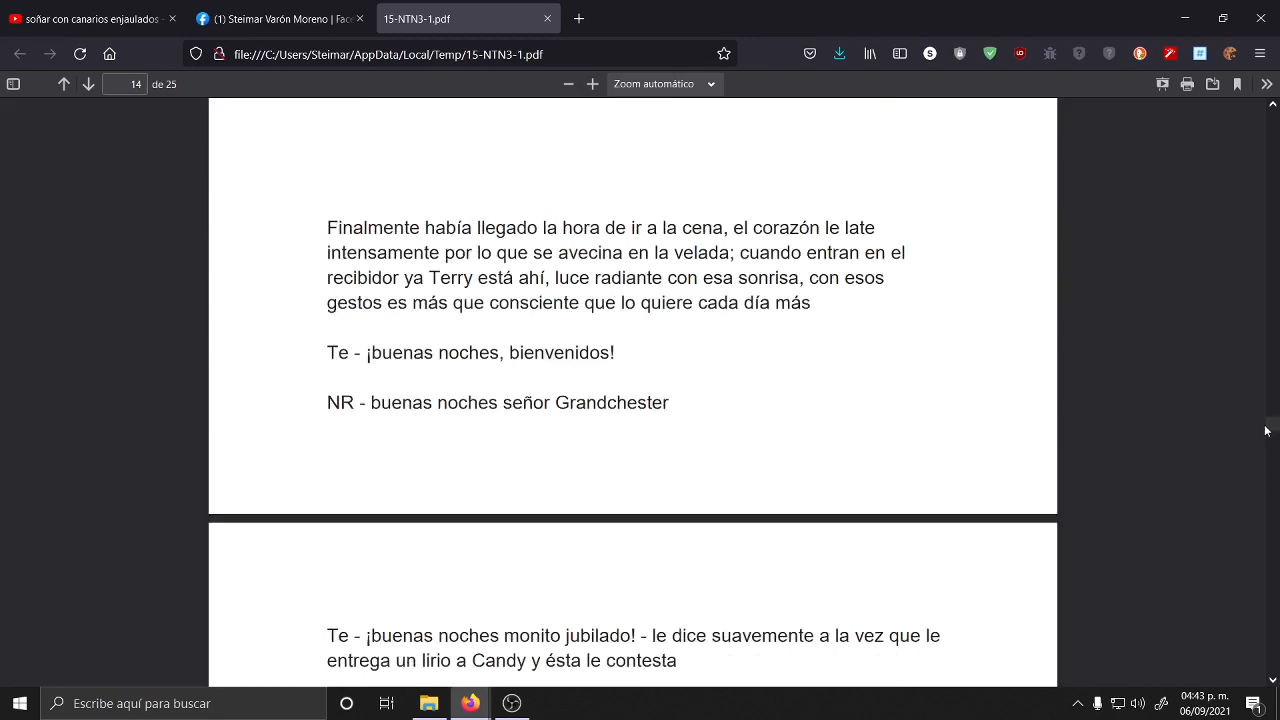 soñar con canarios enjaulados -
(1) Steimar Varón Moreno | Face
15-NTN3-1.pdf
file:///C:/Users/Steimar/AppData/Local/Temp/15-NTN3-1.pdf
14 de 25
Zoom automático
Finalmente había llegado la hora de ir a la cena, el corazón le late
intensamente por lo que se avecina en la velada; cuando entran en el
recibidor ya Terry está ahí, luce radiante con esa sonrisa, con esos
gestos es más que consciente que lo quiere cada día más
Te - ¡buenas noches, bienvenidos!
NR - buenas noches señor Grandchester
Te - ¡buenas noches monito jubilado! - le dice suavemente a la vez que le
entrega un lirio a Candy y ésta le contesta
Escribe aquí para buscar
04:43 p. m.
06/09/2021